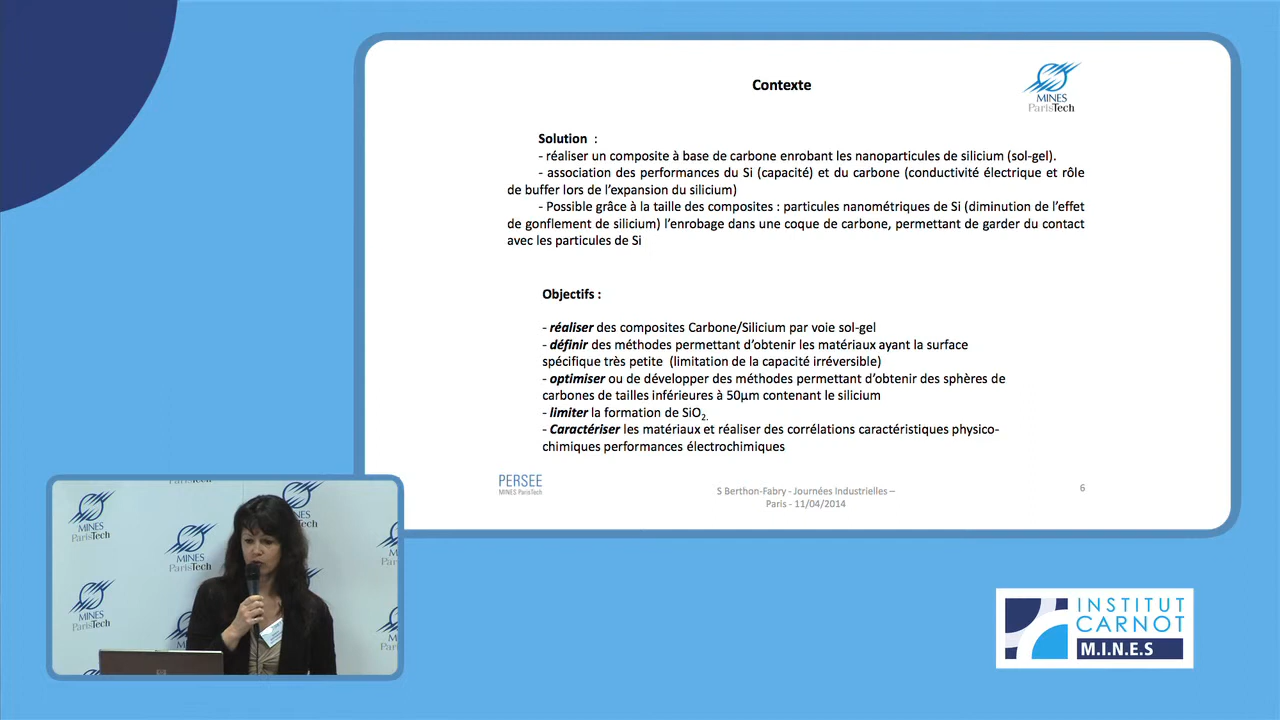 Contexte
MINES
ParisTech
Solution :
- réaliser un composite à base de carbone enrobant les nanoparticules de silicium (sol-gel).
- association des performances du Si (capacité) et du carbone (conductivité électrique et rôle
de buffer lors de l'expansion du silicium)
- Possible grâce à la taille des composites : particules nanométriques de Si (diminution de l'effet
de gonflement de silicium) l'enrobage dans une coque de carbone, permettant de garder du contact
avec les particules de Si
Objectifs :
- réaliser des composites Carbone/Silicium par voie sol-gel
- définir des méthodes permettant d'obtenir les matériaux ayant la surface
spécifique très petite (limitation de la capacité irréversible)
- optimiser ou de développer des méthodes permettant d'obtenir des sphères de
carbones de tailles inférieures à 50µm contenant le silicium
- limiter la formation de SiO2.
- Caractériser les matériaux et réaliser des corrélations caractéristiques physico-
chimiques performances électrochimiques
PERSEE
MINES ParisTech
S Berthon-Fabry - Journées Industrielles –
Paris - 11/04/2014
6
MINES
ParisTech
MINES
ParisTech
MINES
ParisTech
INSTITUT
CARNOT
M.I.N.E.S